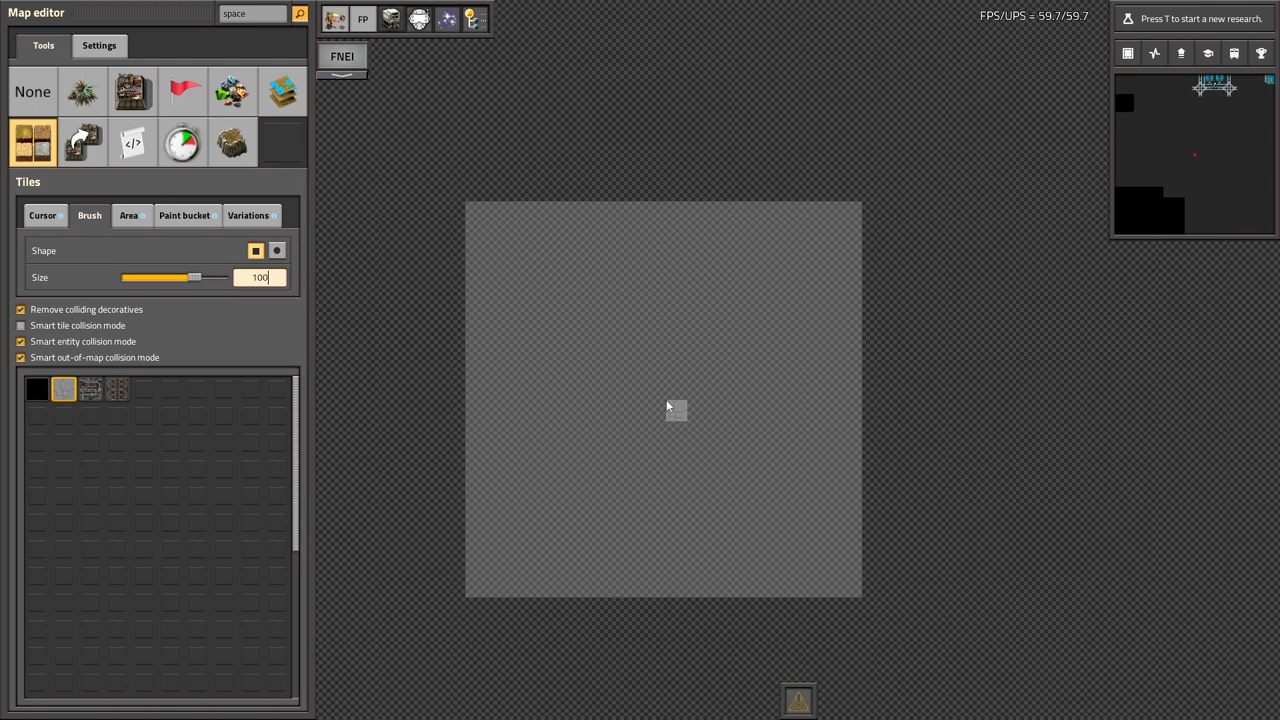 Map editor
space
FP
FPS/UPS = 59.7/59.7
Press T to start a new research.
Tools
Settings
FNEI
None
</>
Tiles
Cursor
Brush
Area
Paint bucket
Variations
Shape
Size
100
Remove colliding decoratives
Smart tile collision mode
Smart entity collision mode
Smart out-of-map collision mode